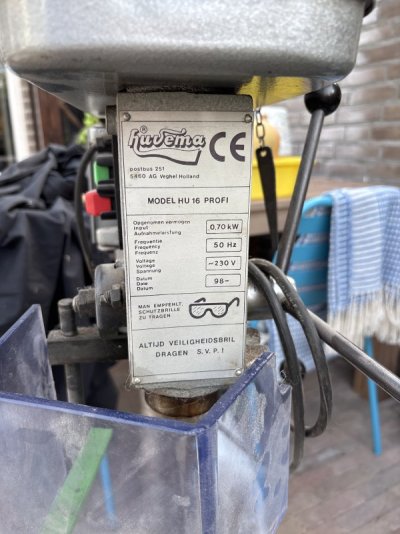 ® huvema CE
postbus 251
5460 AG Veghel Holland
MODEL HU 16 PROFI
Opgenomen vermogen
Input
Aufnahmeleistung
0,70 kW
Frequentie
Frequency
Frequenz
50 Hz
Voltage
Voltage
Spannung
~230 V
Datum
Date
Datum
98-
MAN EMPFEHLT
SCHUTZBRILLE
ZU TRAGEN.
ALTIJD VEILIGHEIDSBRIL
DRAGEN S.V.P.!